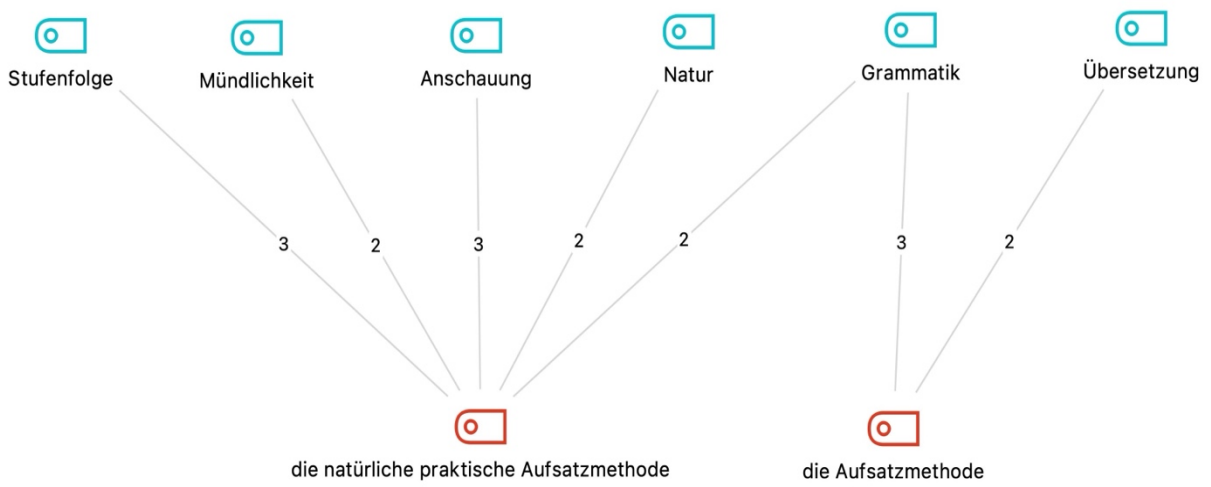 Stufenfolge
Mündlichkeit
Anschauung
Natur
Grammatik
Übersetzung
3
2
3
2
2
3
2
die natürliche praktische Aufsatzmethode
die Aufsatzmethode